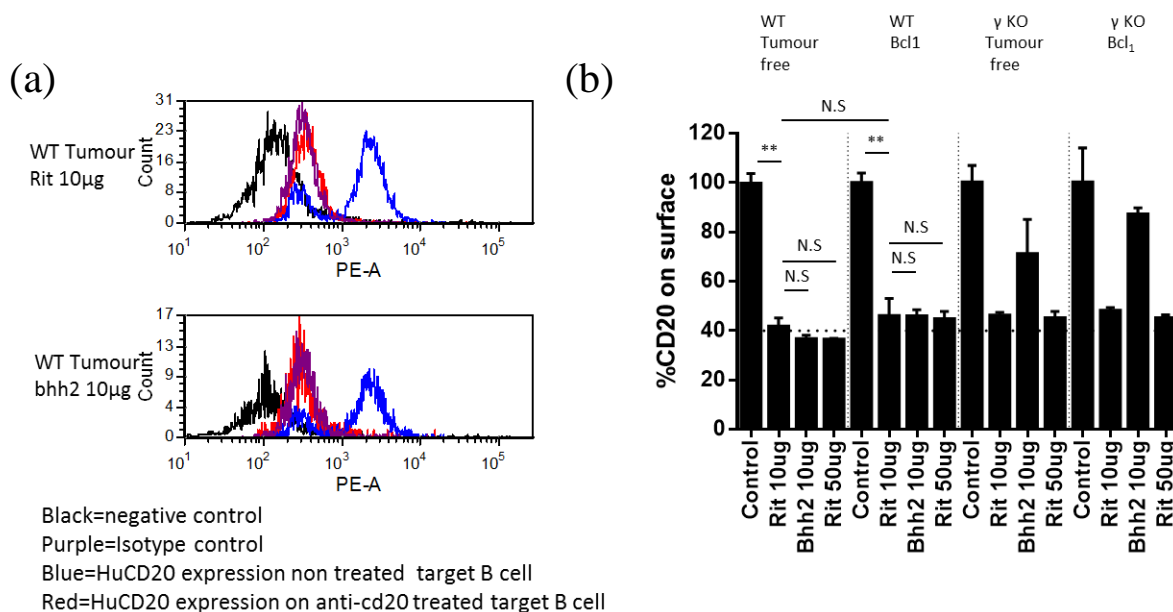 (a)
WT Tumour
Rit 10µg
Count
31
23
16
8
0
10¹ 10² 10³ 10⁴ 10⁵
PE-A
WT Tumour
bhh2 10µg
Count
17
13
9
4
0
10¹ 10² 10³ 10⁴ 10⁵
PE-A
Black=negative control
Purple=Isotype control
Blue=HuCD20 expression non treated target B cell
Red=HuCD20 expression on anti-cd20 treated target B cell
(b)
WT
Tumour
free
WT
Bcl1
γ KO
Tumour
free
γ KO
Bcl₁
N.S
**
**
N.S
N.S
N.S
N.S
%CD20 on surface
120
100
80
60
40
20
0
Control
Rit 10ug
Bhh2 10ug
Rit 50ug
Control
Rit 10ug
Bhh2 10ug
Rit 50ug
Control
Rit 10ug
Bhh2 10ug
Rit 50ug
Control
Rit 10ug
Bhh2 10ug
Rit 50ug